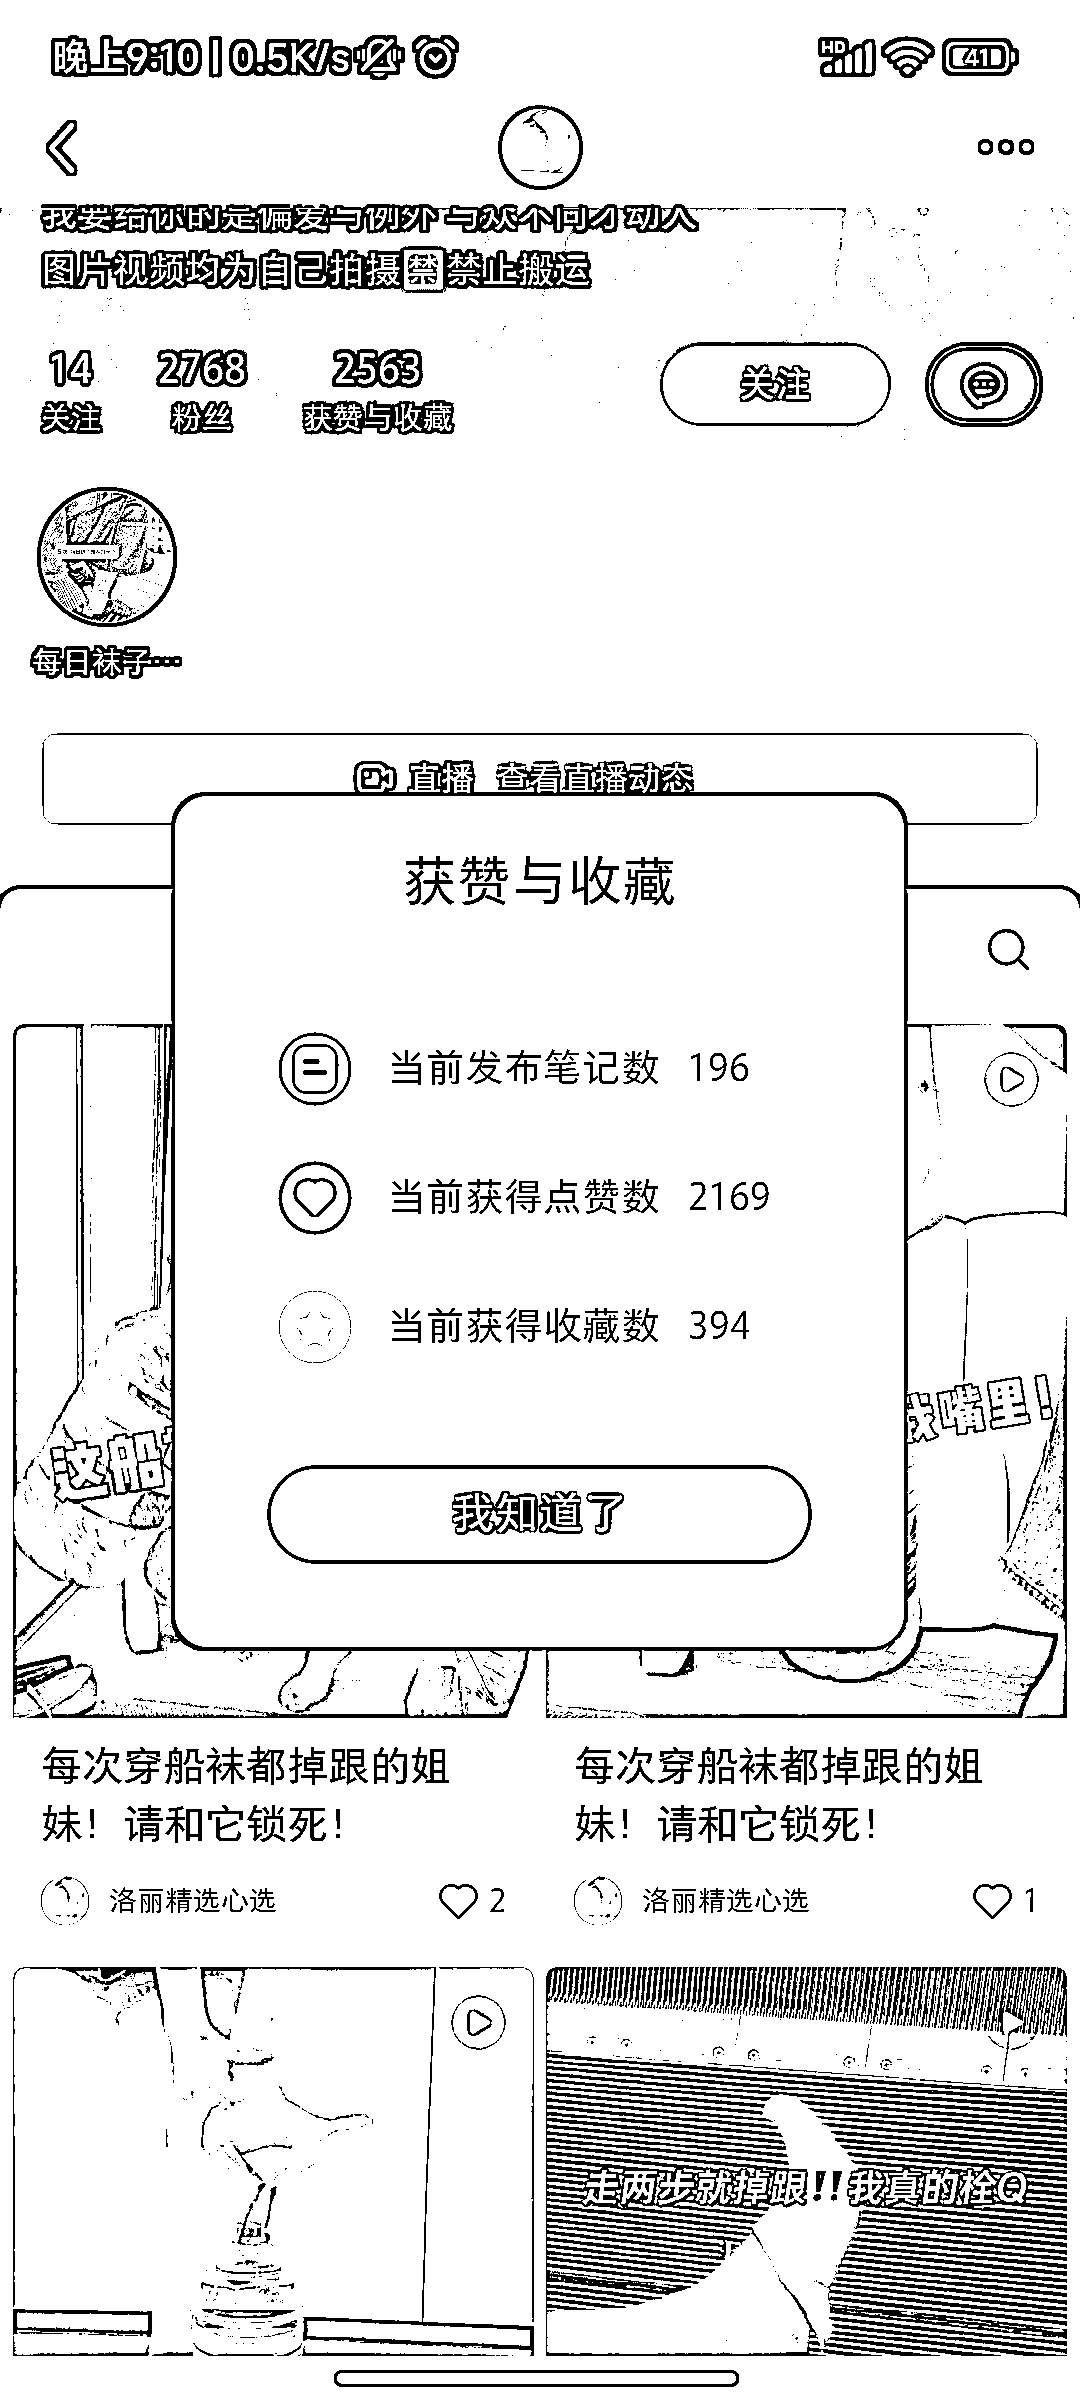 晚上9:10 | 0.5K/s
HD
41
我要给你的是偏爱与例外 与众不同才动人
图片视频均为自己拍摄🈲禁止搬运
14 2768 2563
关注 粉丝 获赞与收藏
关注
每日袜子…
直播 查看直播动态
获赞与收藏
当前发布笔记数 196
当前获得点赞数 2169
当前获得收藏数 394
我知道了
这船
我嘴里！
每次穿船袜都掉跟的姐
妹！请和它锁死！
洛丽精选心选 2
每次穿船袜都掉跟的姐
妹！请和它锁死！
洛丽精选心选 1
走两步就掉跟!!我真的栓Q